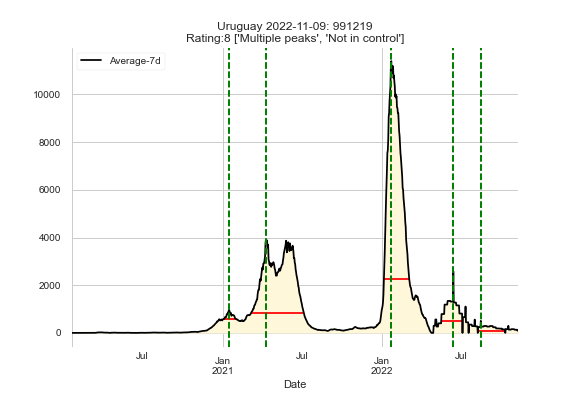 Uruguay 2022-11-09: 991219
Rating:8 ['Multiple peaks', 'Not in control']
Average-7d
10000
8000
6000
4000
2000
0
Jul
Jan
2021
Jul
Jan
2022
Jul
Date